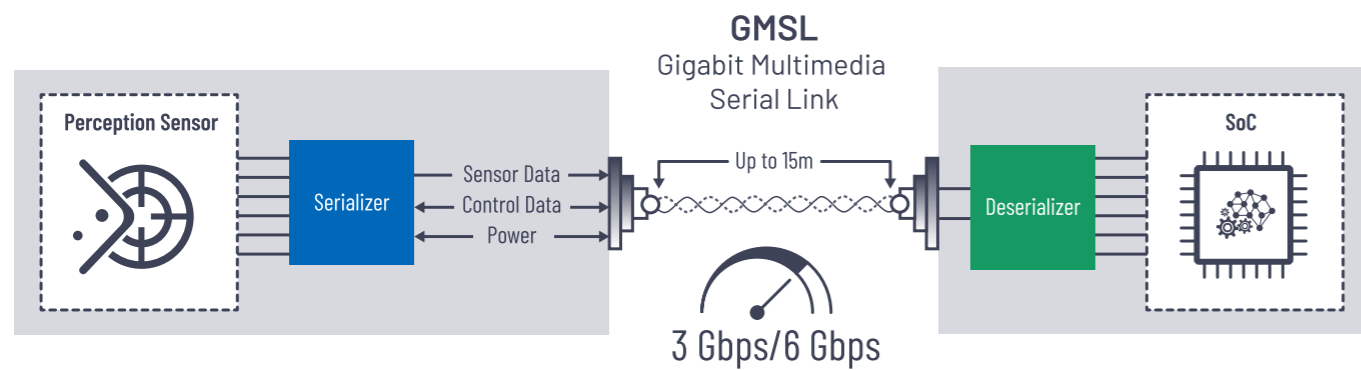 GMSL
Gigabit Multimedia
Serial Link
Perception Sensor
Serializer
Sensor Data
Control Data
Power
Up to 15m
3 Gbps/6 Gbps
Deserializer
SoC